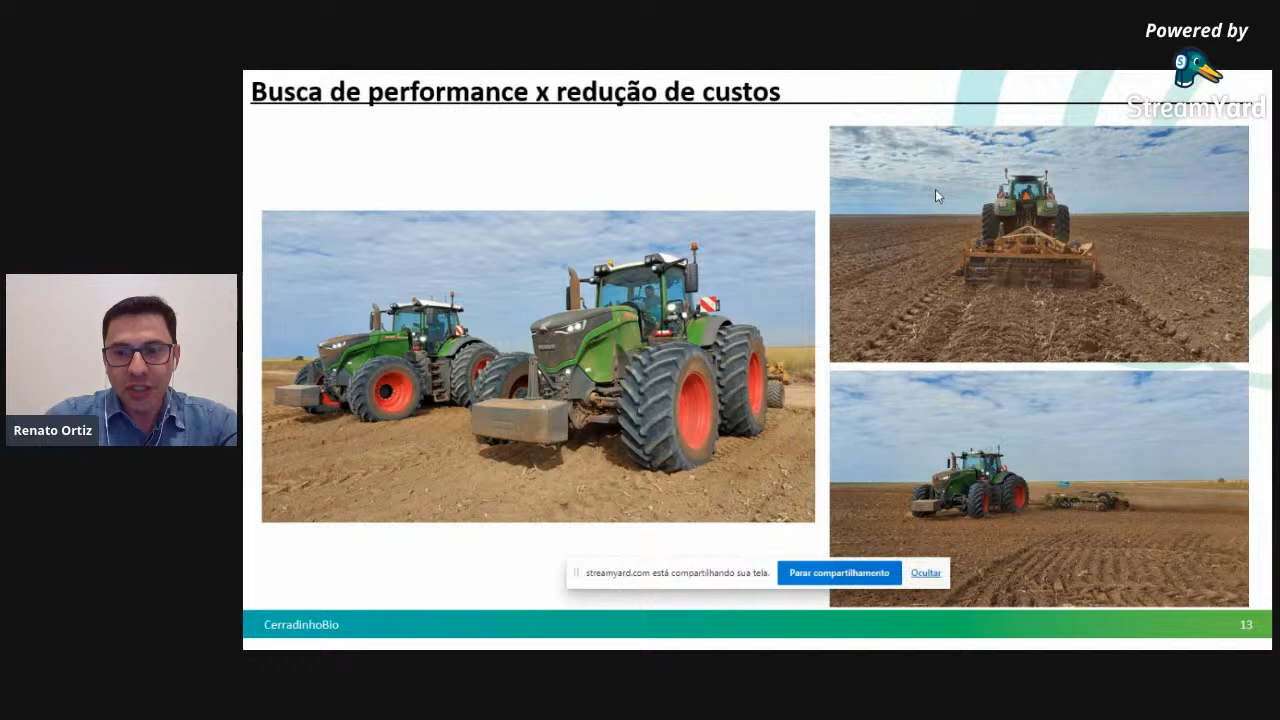 Powered by
StreamYard
Busca de performance x redução de custos
Renato Ortiz
streamyard.com está compartilhando sua tela.
Parar compartilhamento
Ocultar
CerradinhoBio
13